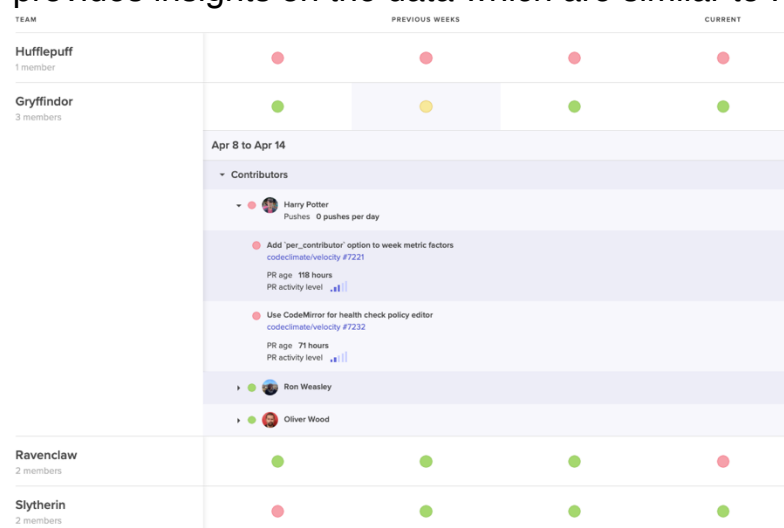 provides insights on the data which are similar to
TEAM PREVIOUS WEEKS CURRENT
Hufflepuff
1 member
Gryffindor
3 members
Apr 8 to Apr 14
Contributors
Harry Potter
Pushes 0 pushes per day
Add `per_contributor` option to week metric factors
codeclimate/velocity #7221
PR age 118 hours
PR activity level
Use CodeMirror for health check policy editor
codeclimate/velocity #7232
PR age 71 hours
PR activity level
Ron Weasley
Oliver Wood
Ravenclaw
2 members
Slytherin
2 members